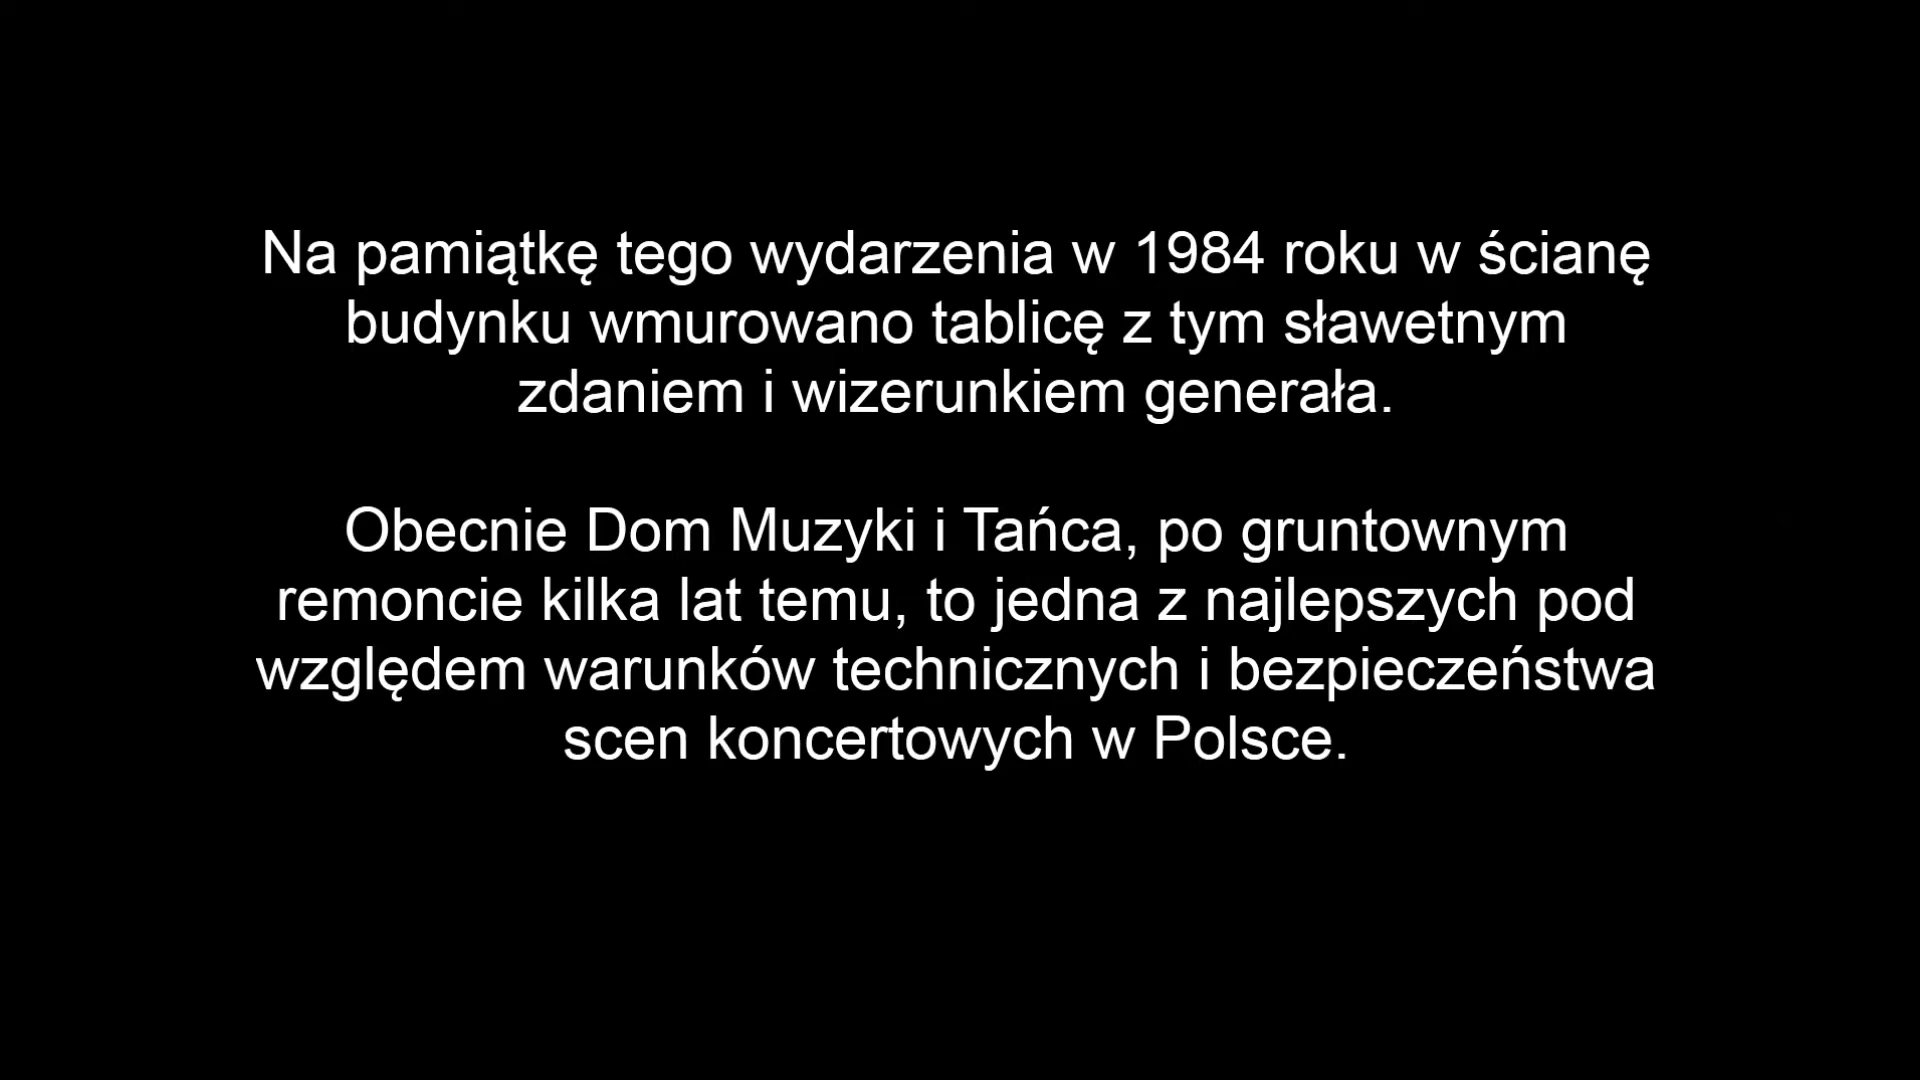 Na pamiątkę tego wydarzenia w 1984 roku w ścianę
budynku wmurowano tablicę z tym sławetnym
zdaniem i wizerunkiem generała.
Obecnie Dom Muzyki i Tańca, po gruntownym
remoncie kilka lat temu, to jedna z najlepszych pod
względem warunków technicznych i bezpieczeństwa
scen koncertowych w Polsce.